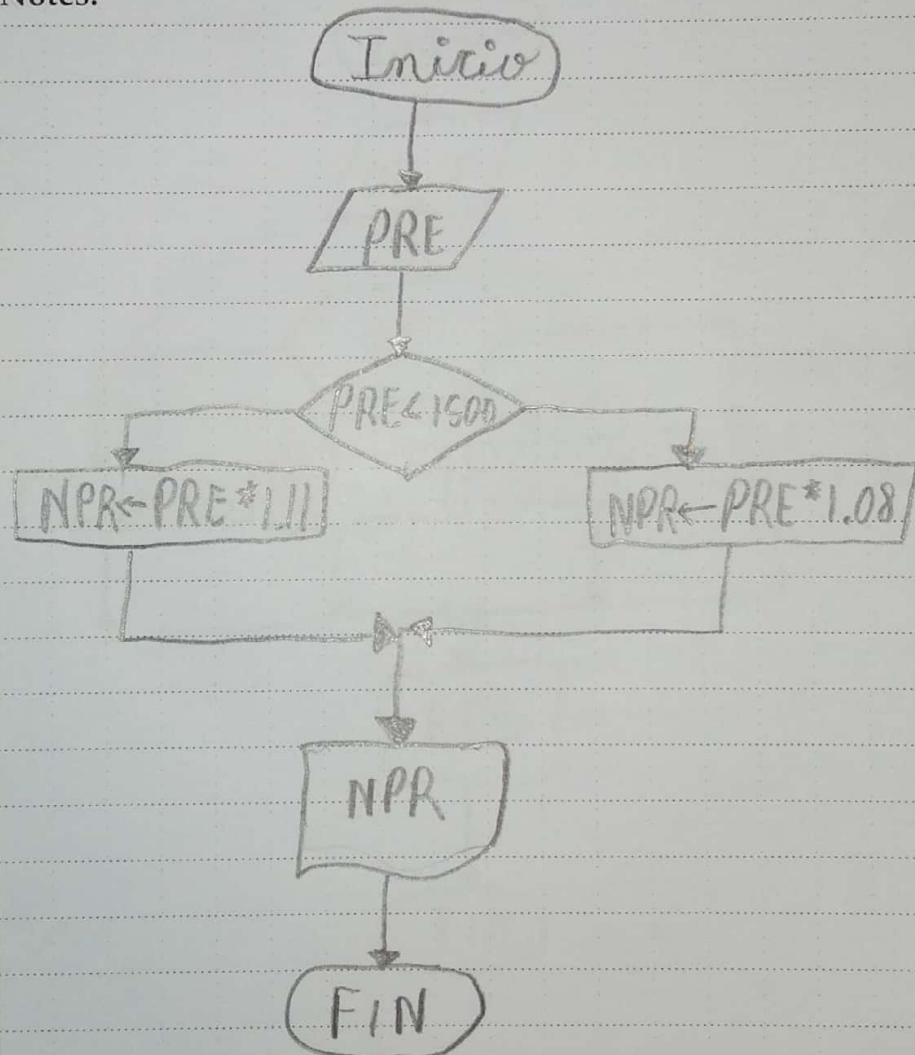 Notes:
Inicio
PRE
PRE<1500
NPR←PRE*1.11
NPR←PRE*1.08
NPR
FIN